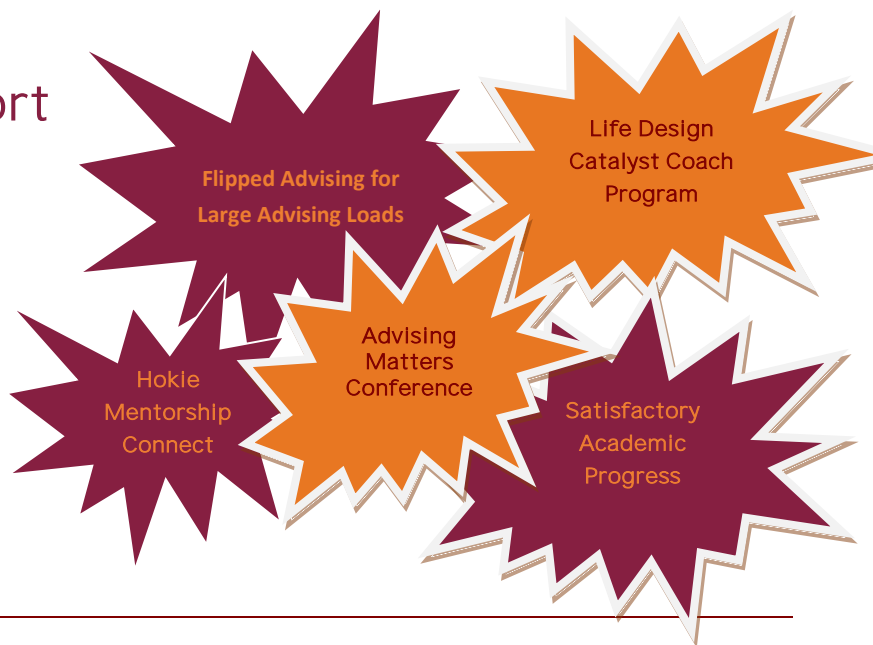 ort
Flipped Advising for
Large Advising Loads
Life Design
Catalyst Coach
Program
Advising
Matters
Conference
Hokie
Mentorship
Connect
Satisfactory
Academic
Progress